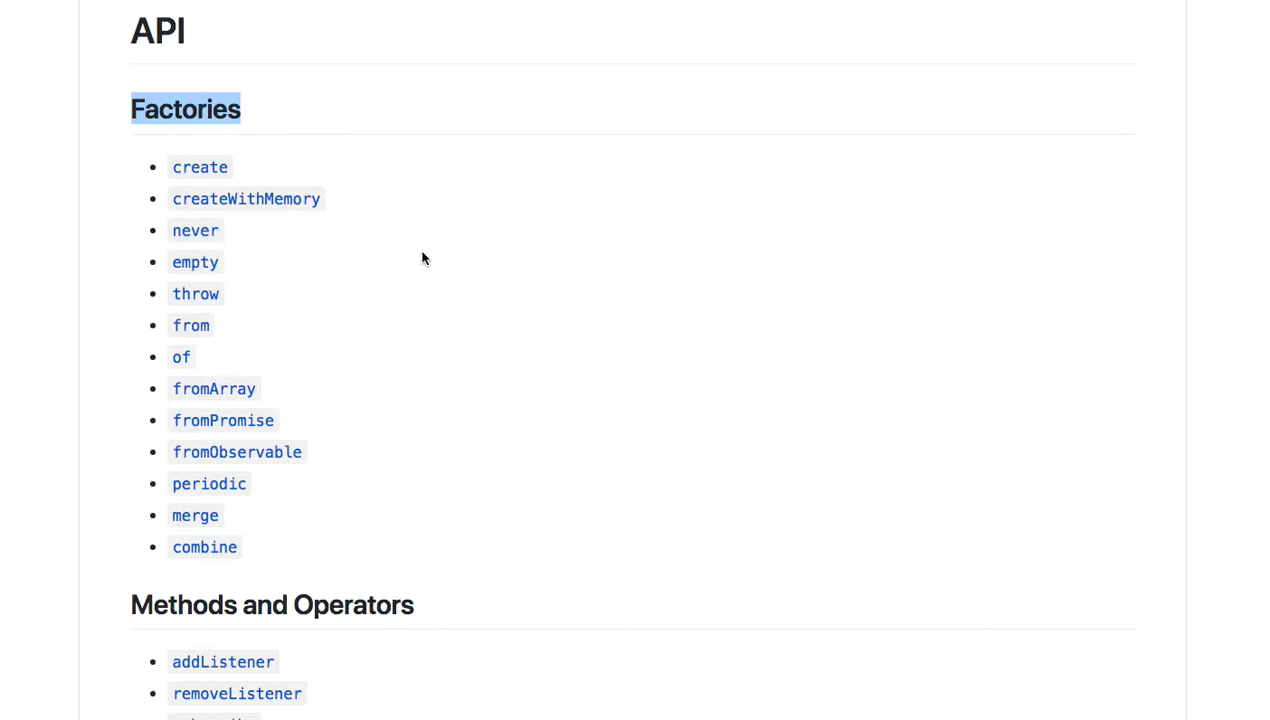 API
Factories
create
createWithMemory
never
empty
throw
from
of
fromArray
fromPromise
fromObservable
periodic
merge
combine
Methods and Operators
addListener
removeListener